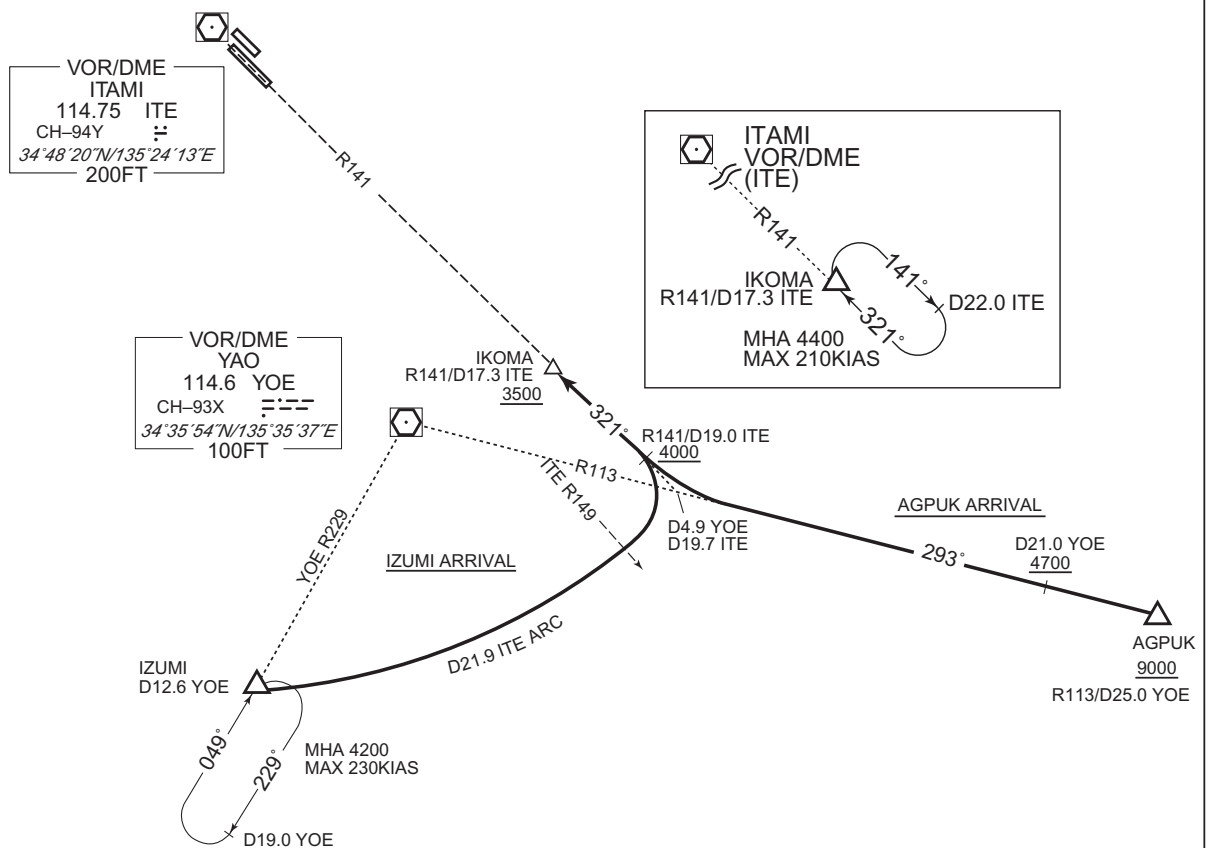 VOR/DME
ITAMI
114.75 ITE
CH–94Y
34°48´20˝N/135°24´13˝E
200FT
R141
ITAMI
VOR/DME
(ITE)
R141
IKOMA
R141/D17.3 ITE
141°
321°
D22.0 ITE
MHA 4400
MAX 210KIAS
VOR/DME
YAO
114.6 YOE
CH–93X
34°35´54˝N/135°35´37˝E
100FT
IKOMA
R141/D17.3 ITE
3500
321°
R141/D19.0 ITE
4000
R113
ITE R149
D4.9 YOE
D19.7 ITE
AGPUK ARRIVAL
293°
D21.0 YOE
4700
AGPUK
9000
R113/D25.0 YOE
YOE R229
IZUMI ARRIVAL
D21.9 ITE ARC
IZUMI
D12.6 YOE
049°
229°
MHA 4200
MAX 230KIAS
D19.0 YOE